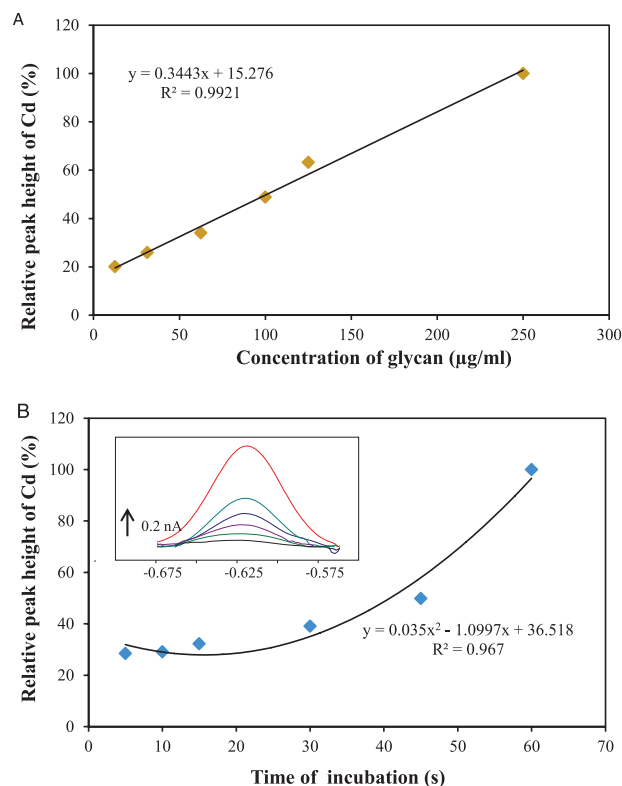 A
120
100
80
60
40
20
0
Relative peak height of Cd (%)
y = 0.3443x + 15.276
R² = 0.9921
0 50 100 150 200 250 300
Concentration of glycan (µg/ml)
B
120
100
80
60
40
20
0
Relative peak height of Cd (%)
0.2 nA
-0.675 -0.625 -0.575
y = 0.035x² - 1.0997x + 36.518
R² = 0.967
0 10 20 30 40 50 60 70
Time of incubation (s)